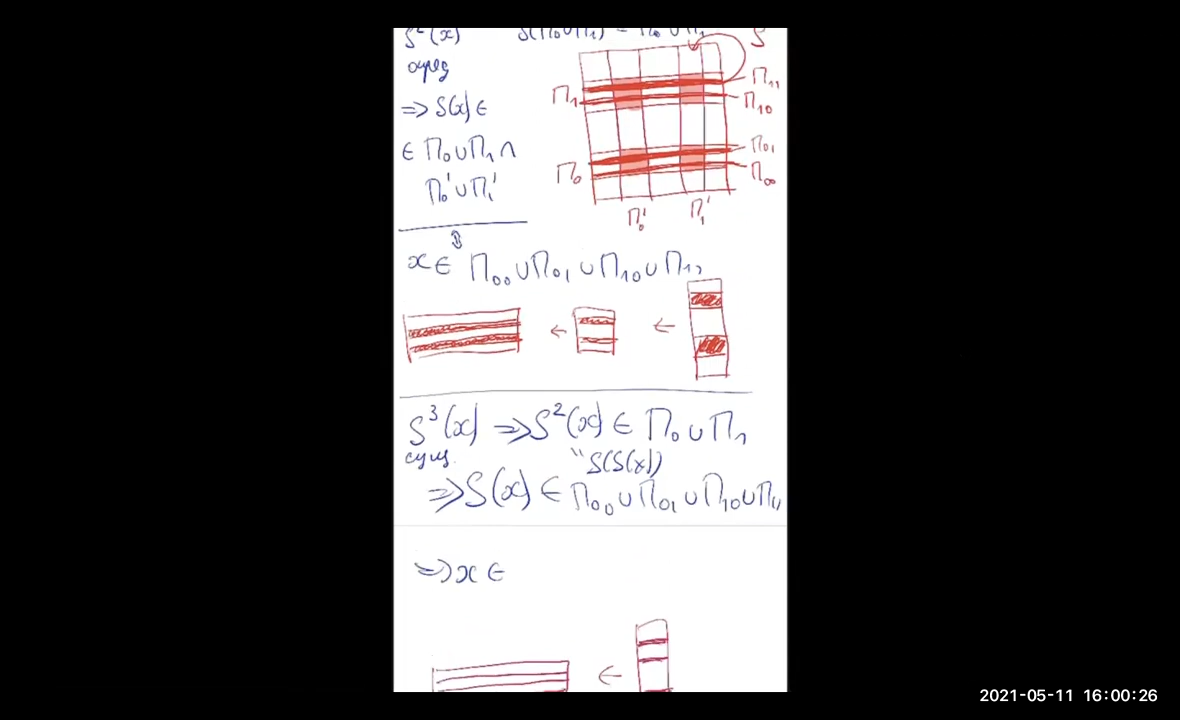 S²(x)
опред
⇒ S(x) ∈
∈ Π₀ ∪ Π₁ ∩
Π₀' ∪ Π₁'
S
Π₁
Π₁₁
Π₁₀
Π₀
Π₀₁
Π₀₀
Π₀'
Π₁'
x ∈ Π₀₀ ∪ Π₀₁ ∪ Π₁₀ ∪ Π₁₁
←
←
S³(x) ⇒ S²(x) ∈ Π₀ ∪ Π₁
сущ.
" S(S(x))
⇒ S(x) ∈ Π₀₀ ∪ Π₀₁ ∪ Π₁₀ ∪ Π₁₁
⇒ x ∈
←
2021-05-11 16:00:26